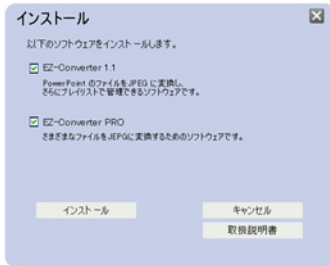 インストール
以下のソフトウェアをインストールします。
EZ-Converter 1.1
PowerPoint のファイルをJPEG に変換し、
さらにプレイリストで管理できるソフトウェアです。
EZ-Converter PRO
さまざまなファイルをJEPGに変換するためのソフトウェアです。
インストール
キャンセル
取扱説明書